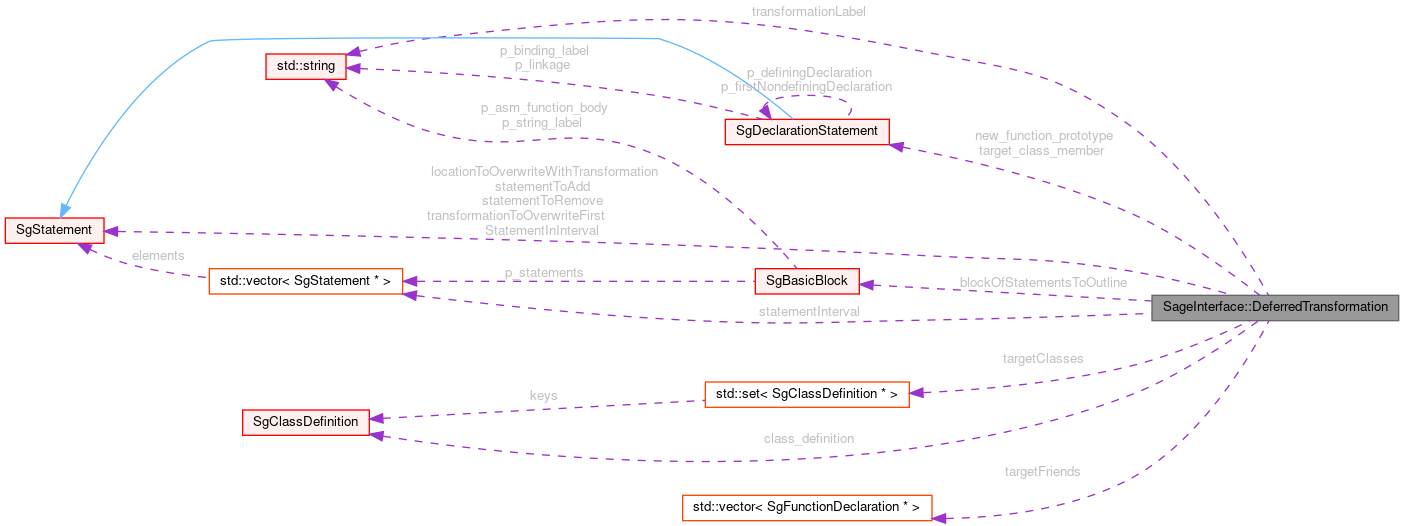 transformationLabel
std::string
p_binding_label
p_linkage
p_definingDeclaration
p_firstNondefiningDeclaration
SgDeclarationStatement
p_asm_function_body
p_string_label
new_function_prototype
target_class_member
locationToOverwriteWithTransformation
statementToAdd
statementToRemove
transformationToOverwriteFirst
StatementInInterval
SgStatement
elements
std::vector< SgStatement * >
p_statements
SgBasicBlock
blockOfStatementsToOutline
statementInterval
SageInterface::DeferredTransformation
targetClasses
std::set< SgClassDefinition * >
keys
SgClassDefinition
class_definition
targetFriends
std::vector< SgFunctionDeclaration * >